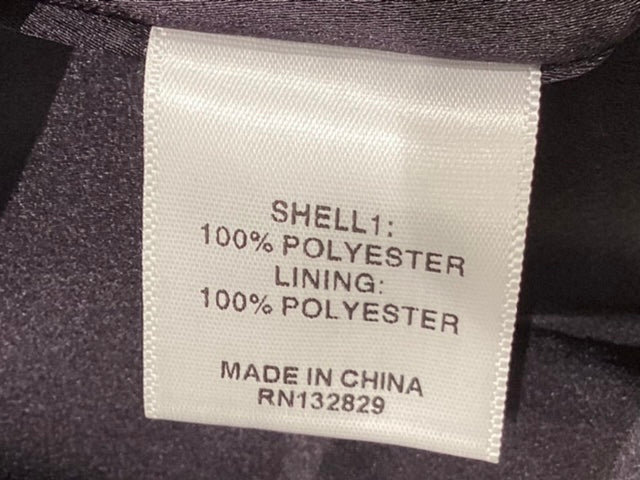 SHELL1:
100% POLYESTER
LINING:
100% POLYESTER
MADE IN CHINA
RN132829